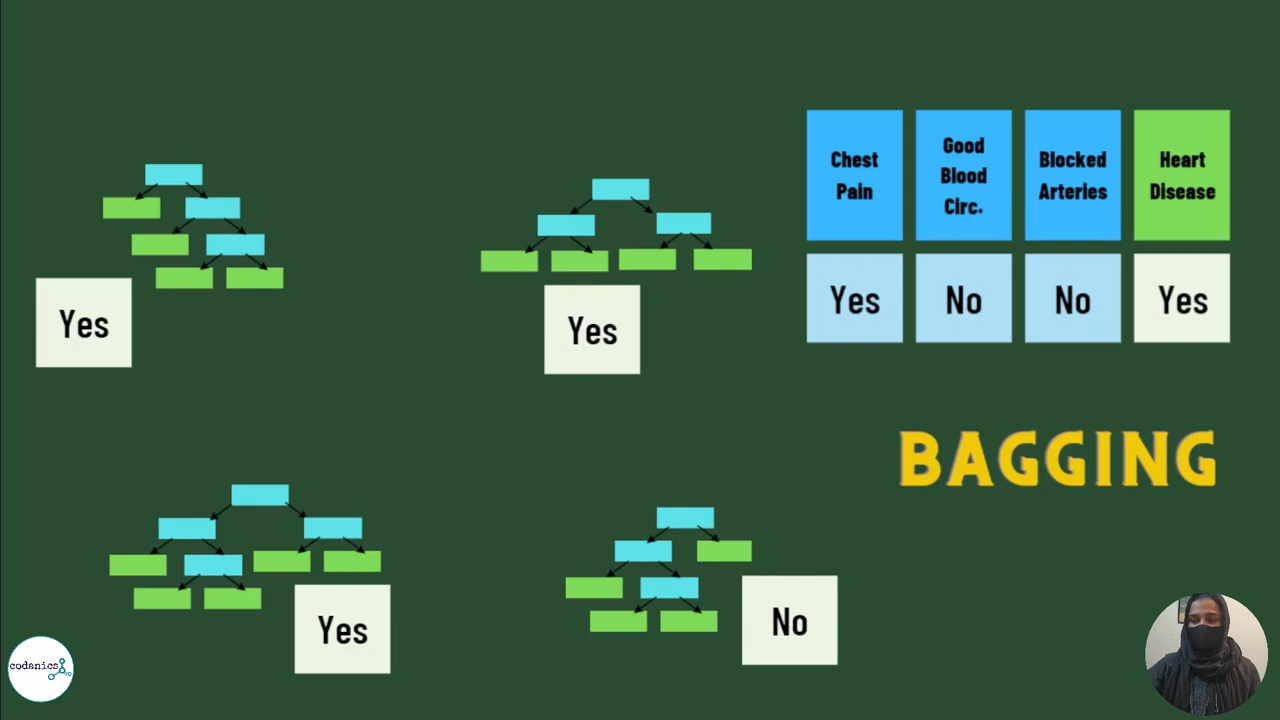 Chest
Pain
Good
Blood
Circ.
Blocked
Arteries
Heart
Disease
Yes
No
No
Yes
Yes
Yes
BAGGING
Yes
No
codanics